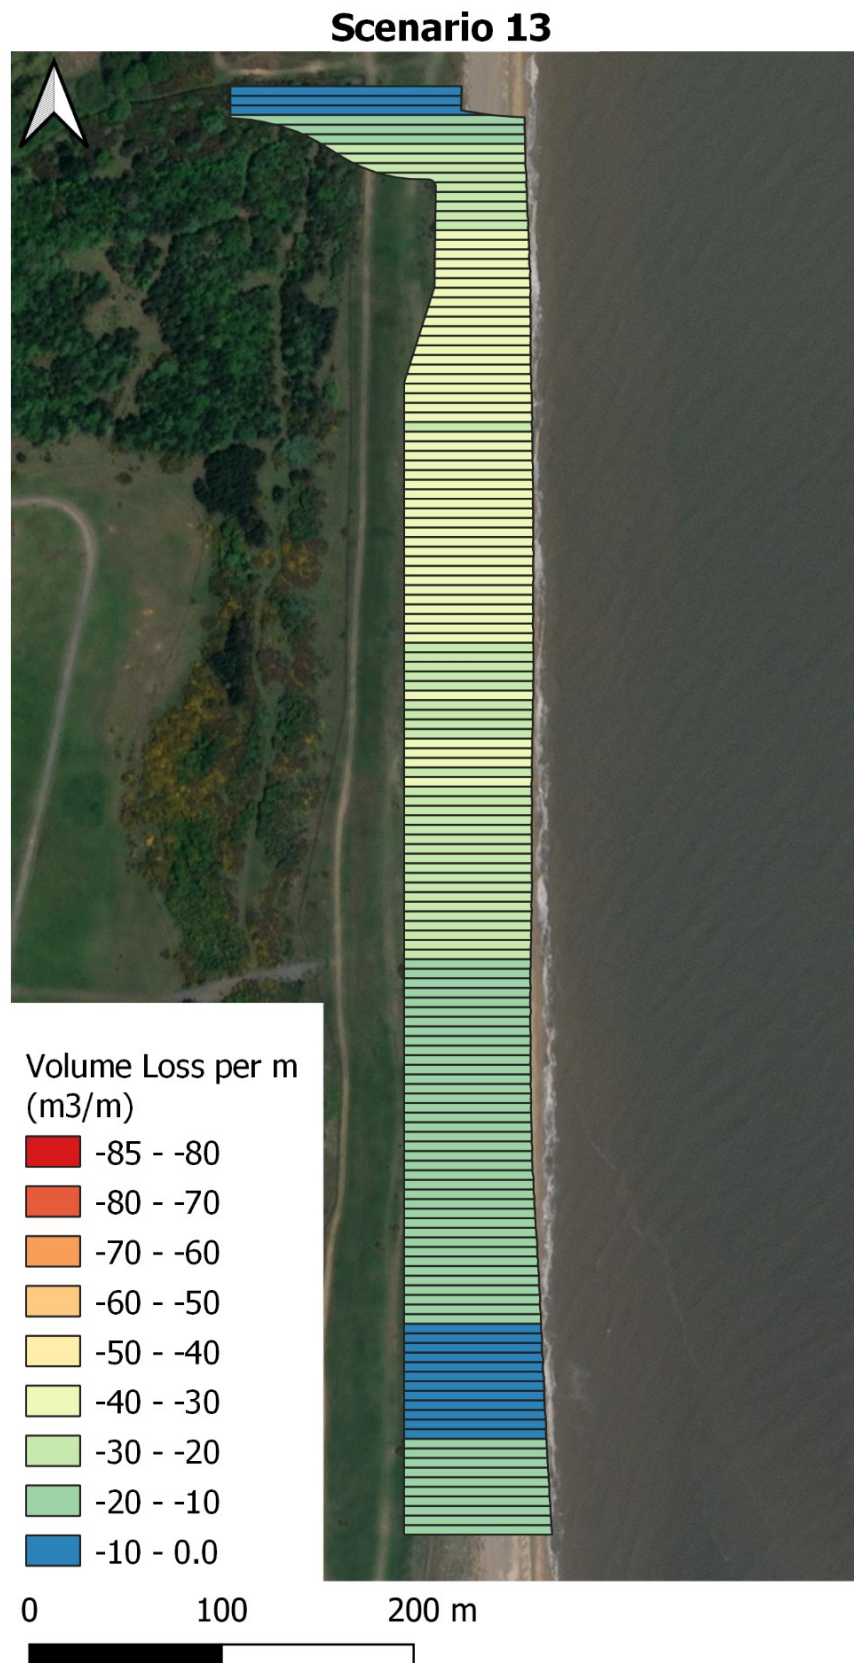 Scenario 13
Volume Loss per m
(m3/m)
-85 - -80
-80 - -70
-70 - -60
-60 - -50
-50 - -40
-40 - -30
-30 - -20
-20 - -10
-10 - 0.0
0 100 200 m